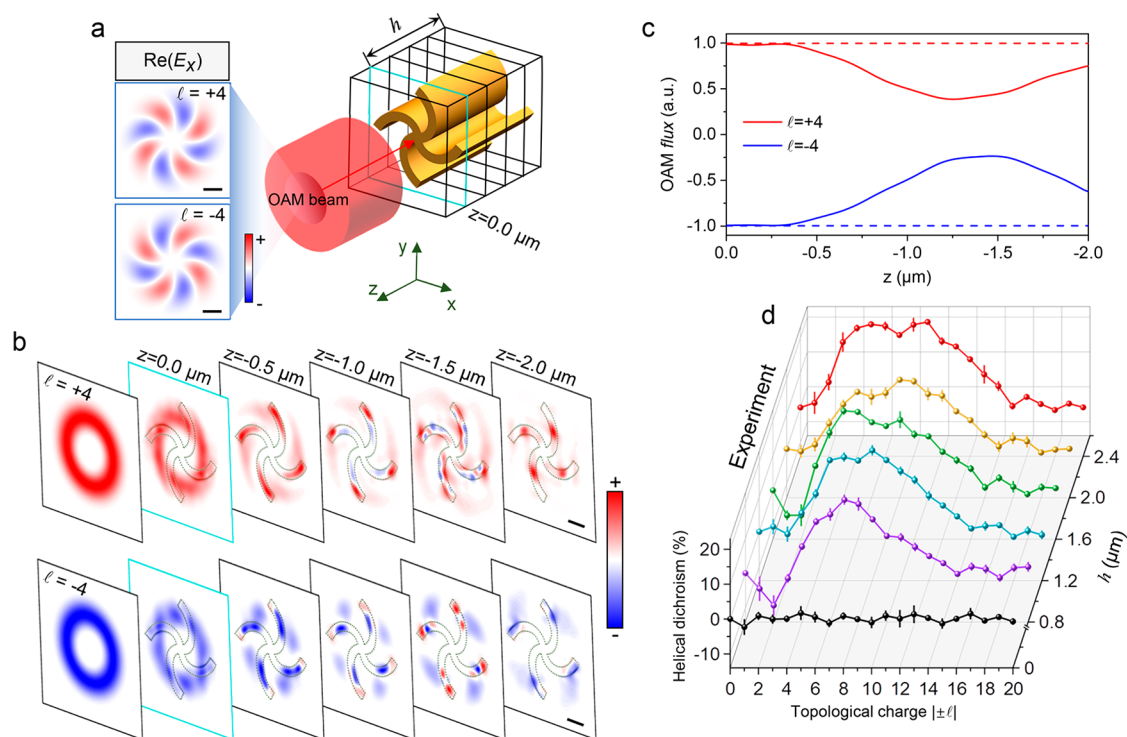 a
Re(Ex)
ℓ = +4
ℓ = -4
+
-
h
OAM beam
z=0.0 μm
y
z
x
b
ℓ = +4
z=0.0 μm
z=-0.5 μm
z=-1.0 μm
z=-1.5 μm
z=-2.0 μm
ℓ = -4
+
-
c
OAM flux (a.u.)
1.0
0.5
0.0
-0.5
-1.0
ℓ=+4
ℓ=-4
0.0 -0.5 -1.0 -1.5 -2.0
z (μm)
d
Experiment
Helical dichroism (%)
20
10
0
-10
0 2 4 6 8 10 12 14 16 18 20
Topological charge |±ℓ|
2.4
2.0
1.6
1.2
0.8
0
h (μm)